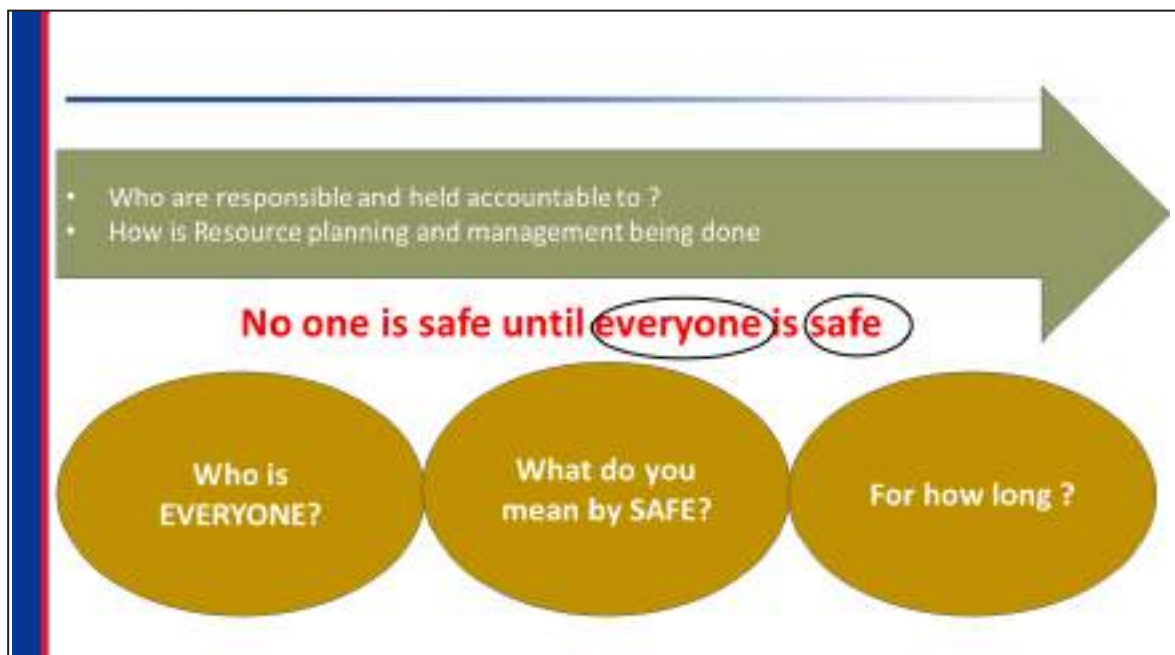 • Who are responsible and held accountable to ?
• How is Resource planning and management being done
No one is safe until everyone is safe
Who is
EVERYONE?
What do you
mean by SAFE?
For how long ?